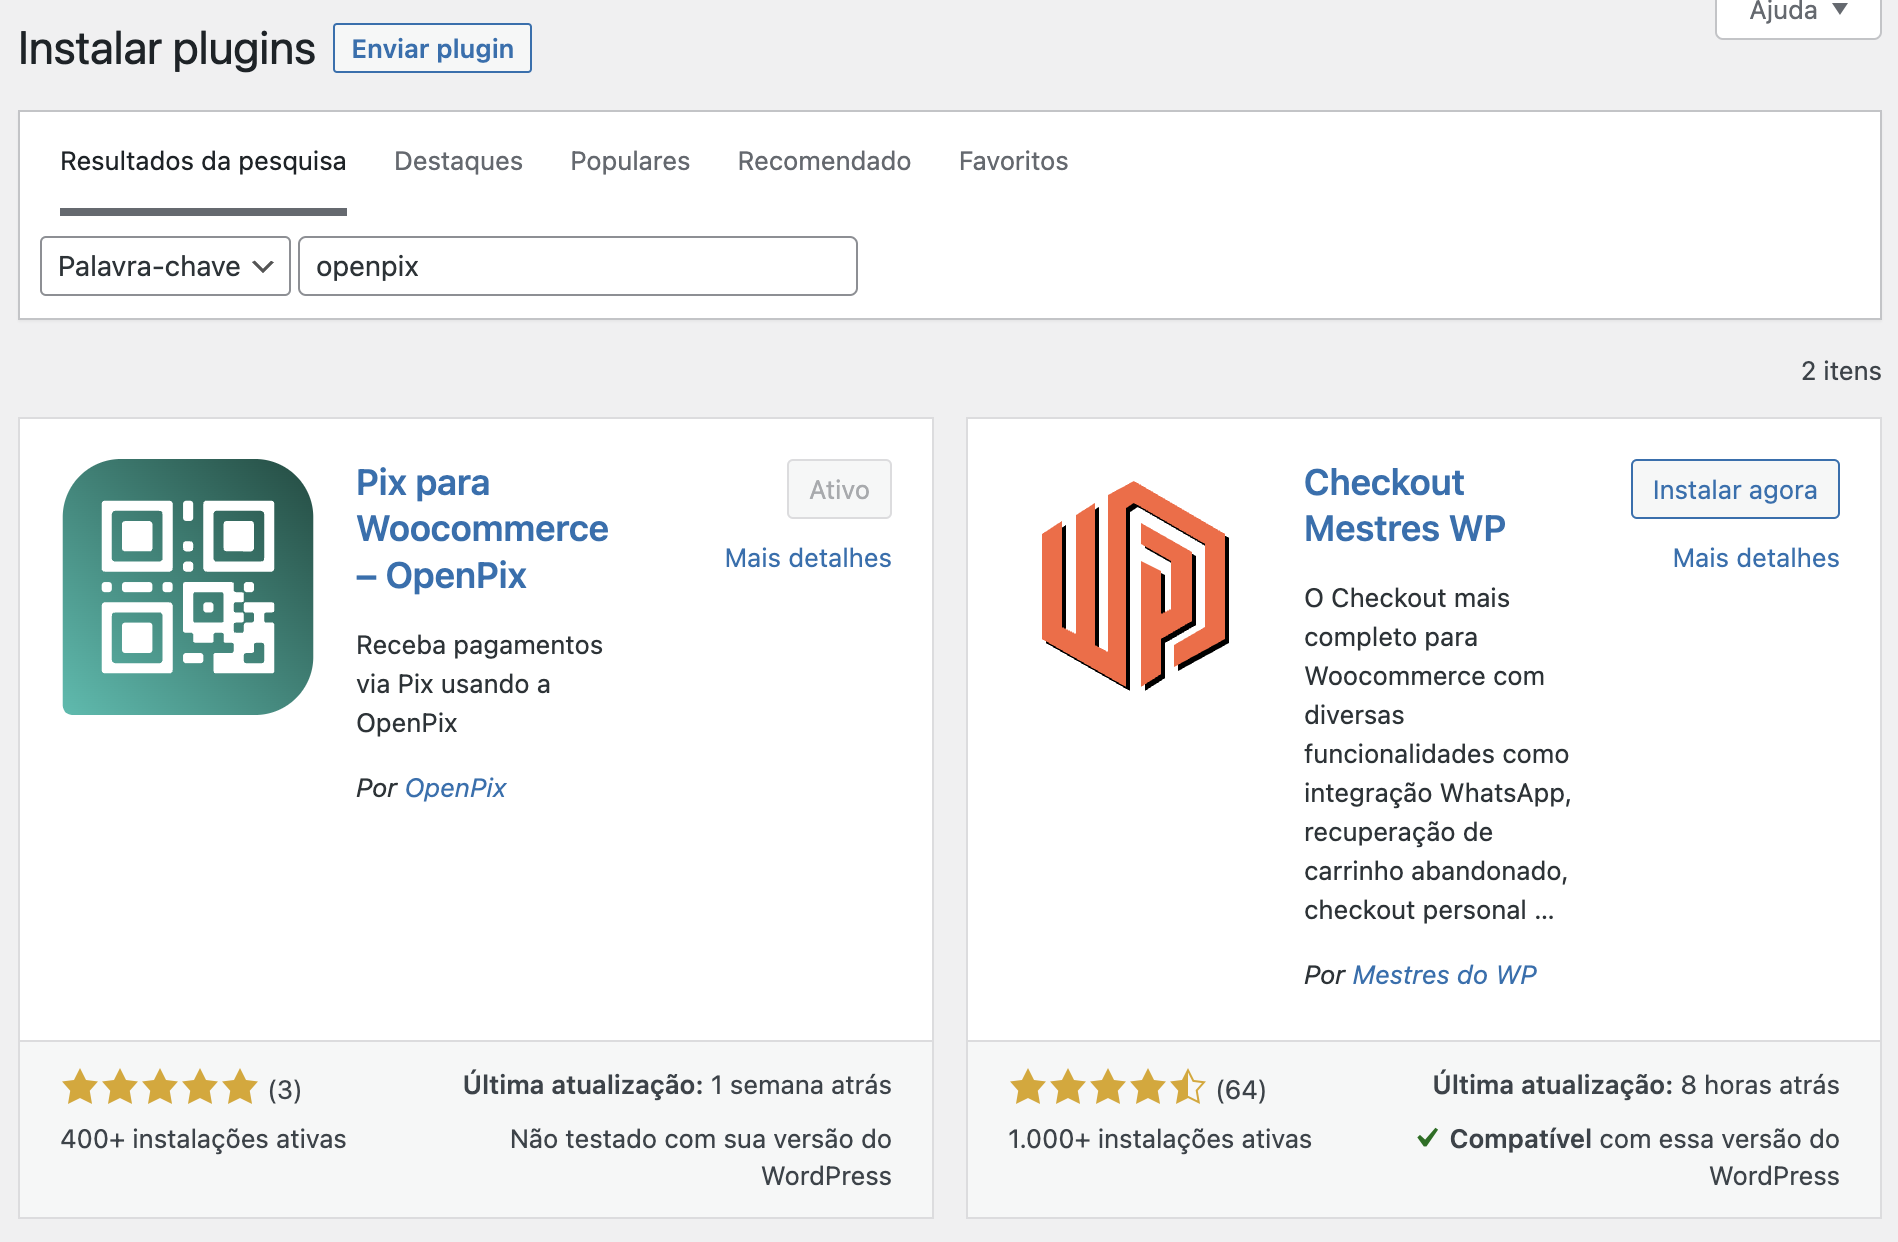 Ajuda
Instalar plugins
Enviar plugin
Resultados da pesquisa
Destaques
Populares
Recomendado
Favoritos
Palavra-chave
openpix
2 itens
Pix para
Woocommerce
– OpenPix
Ativo
Mais detalhes
Receba pagamentos
via Pix usando a
OpenPix
Por OpenPix
(3)
400+ instalações ativas
Última atualização: 1 semana atrás
Não testado com sua versão do
WordPress
Checkout
Mestres WP
Instalar agora
Mais detalhes
O Checkout mais
completo para
Woocommerce com
diversas
funcionalidades como
integração WhatsApp,
recuperação de
carrinho abandonado,
checkout personal ...
Por Mestres do WP
(64)
1.000+ instalações ativas
Última atualização: 8 horas atrás
Compatível com essa versão do
WordPress